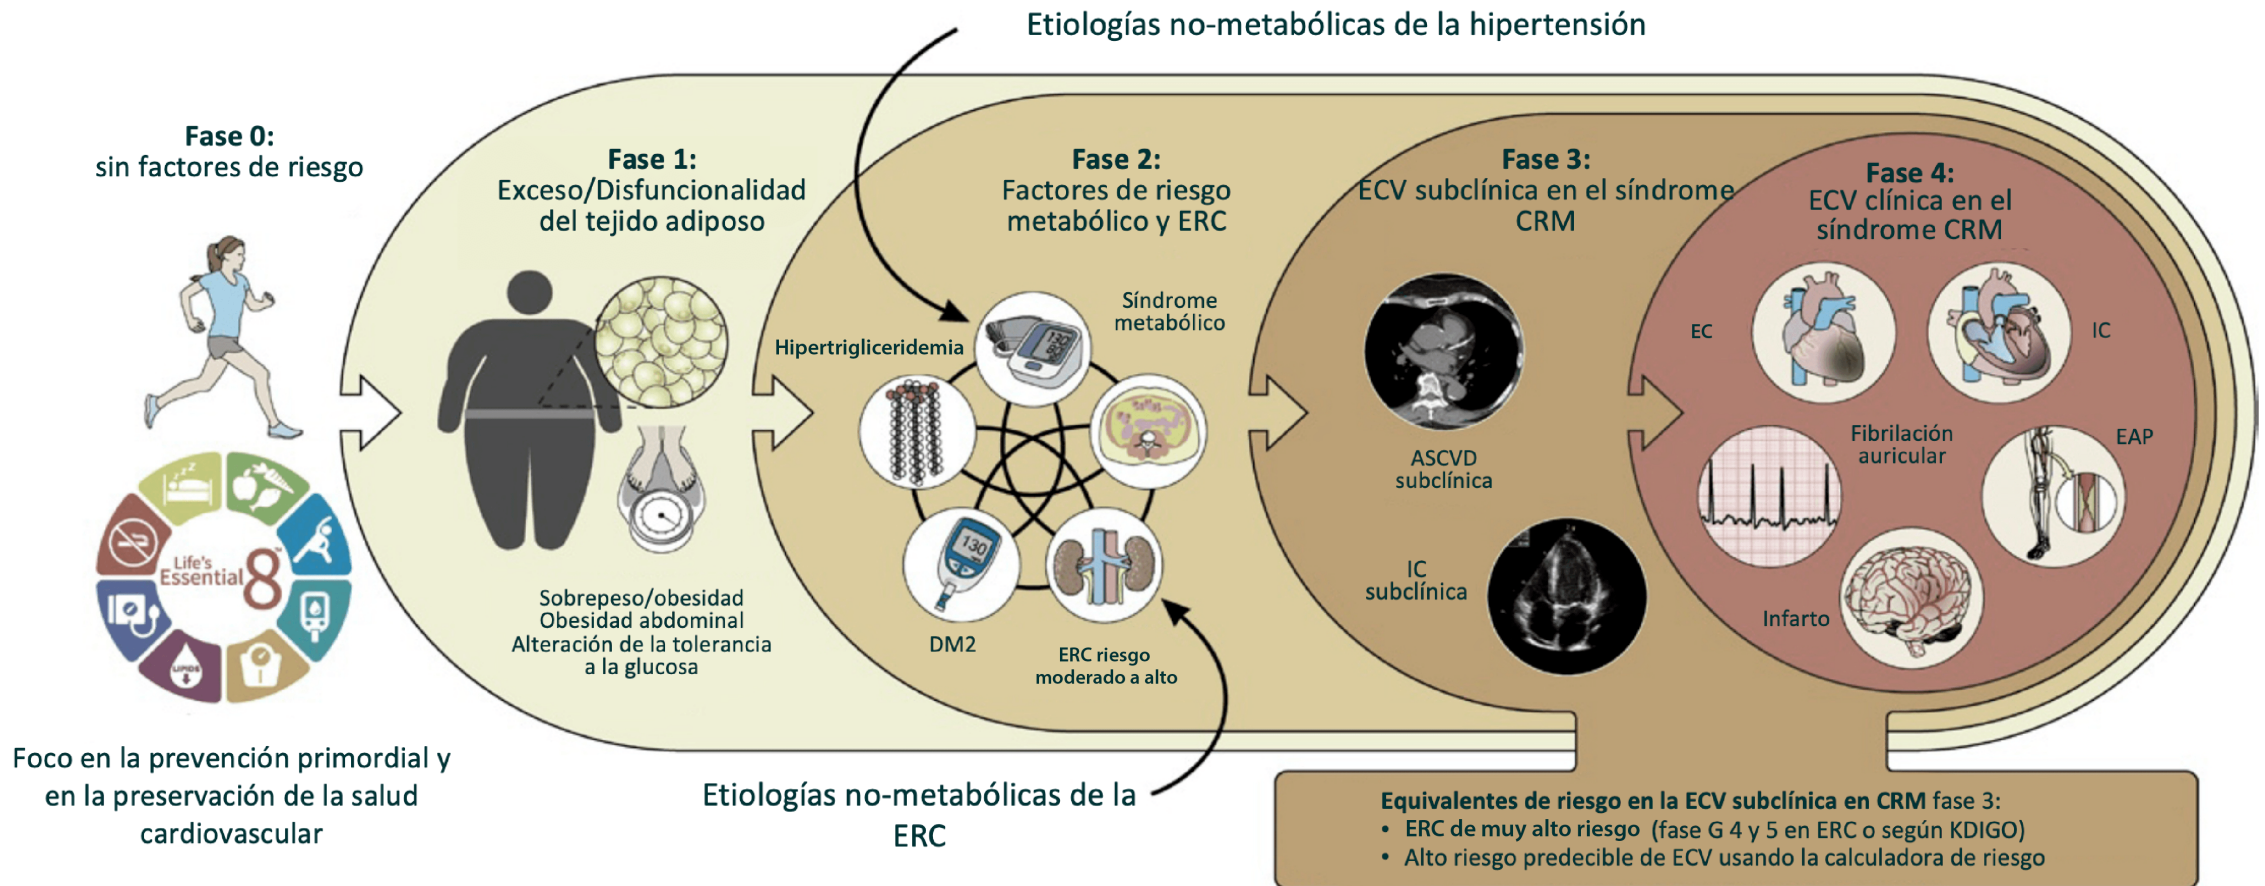 Etiologías no-metabólicas de la hipertensión
Fase 0:
sin factores de riesgo
Life's
Essential 8™
LIPIDS
Foco en la prevención primordial y
en la preservación de la salud
cardiovascular
Fase 1:
Exceso/Disfuncionalidad
del tejido adiposo
Sobrepeso/obesidad
Obesidad abdominal
Alteración de la tolerancia
a la glucosa
Fase 2:
Factores de riesgo
metabólico y ERC
Síndrome
metabólico
Hipertrigliceridemia
130
DM2
ERC riesgo
moderado a alto
Etiologías no-metabólicas de la
ERC
Fase 3:
ECV subclínica en el síndrome
CRM
ASCVD
subclínica
IC
subclínica
Fase 4:
ECV clínica en el
síndrome CRM
EC
IC
Fibrilación
auricular
EAP
Infarto
Equivalentes de riesgo en la ECV subclínica en CRM fase 3:
• ERC de muy alto riesgo (fase G 4 y 5 en ERC o según KDIGO)
• Alto riesgo predecible de ECV usando la calculadora de riesgo